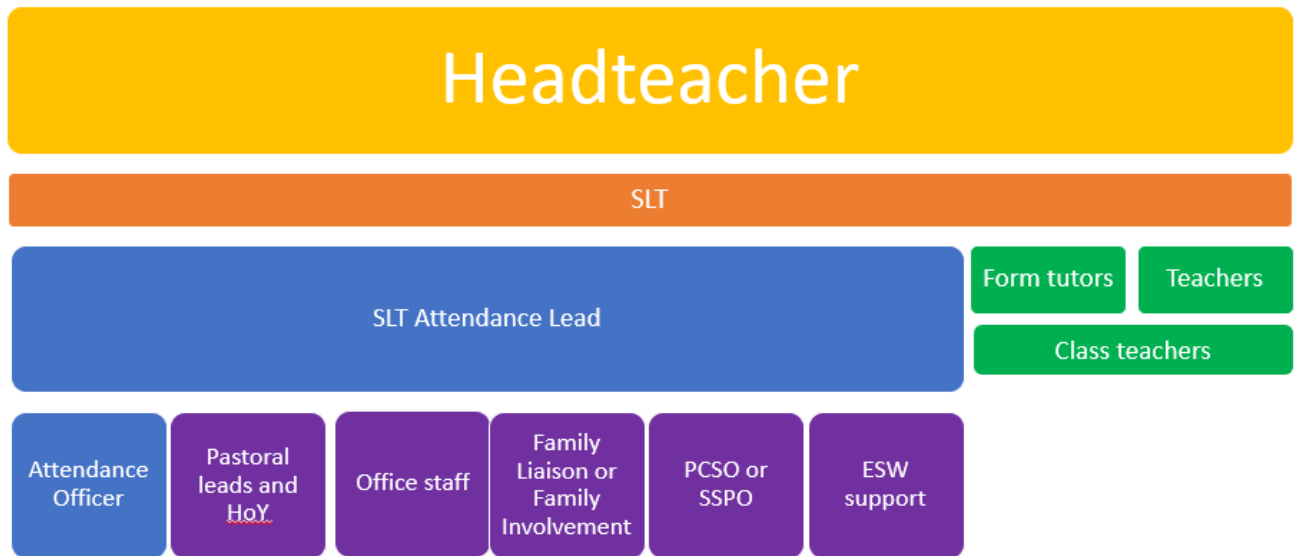 Headteacher
SLT
SLT Attendance Lead
Form tutors
Teachers
Class teachers
Attendance
Officer
Pastoral
leads and
HoY
Office staff
Family
Liaison or
Family
Involvement
PCSO or
SSPO
ESW
support